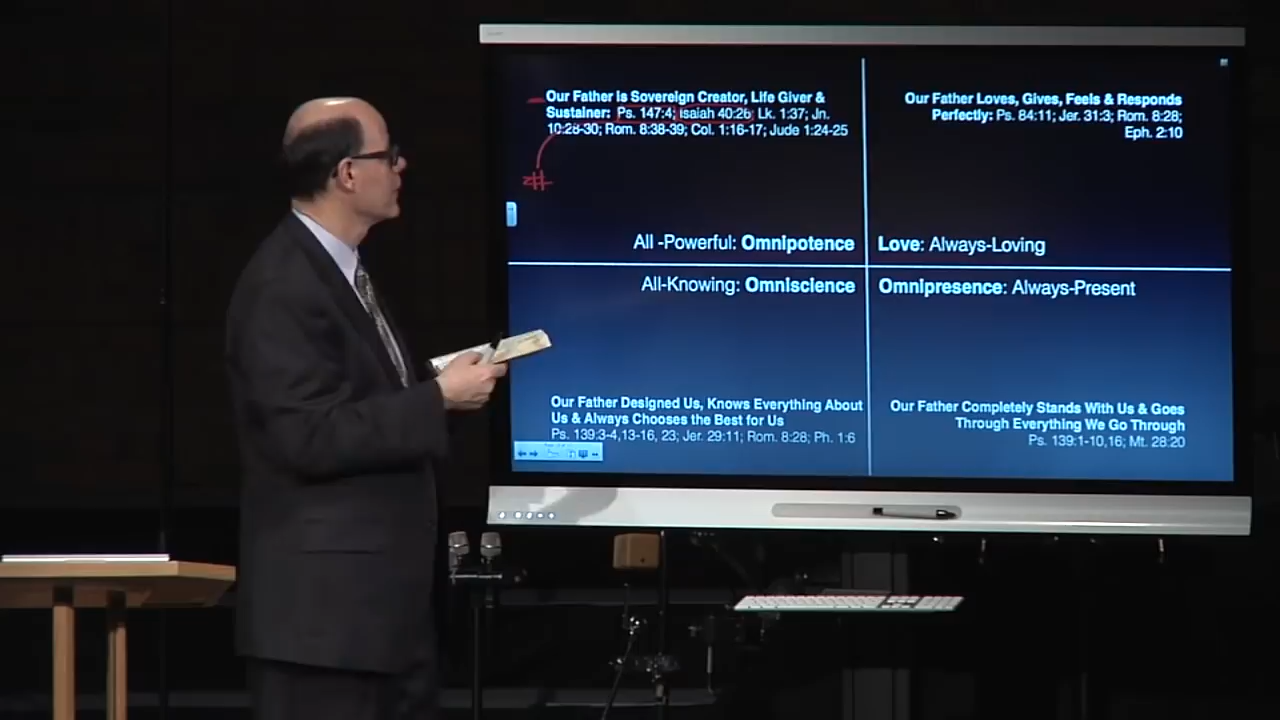 Our Father is Sovereign Creator, Life Giver &
Sustainer: Ps. 147:4; Isaiah 40:26 Lk. 1:37; Jn.
10:28-30; Rom. 8:38-39; Col. 1:16-17; Jude 1:24-25
#
All -Powerful: Omnipotence
Our Father Loves, Gives, Feels & Responds
Perfectly: Ps. 84:11; Jer. 31:3; Rom. 8:28;
Eph. 2:10
Love: Always-Loving
All-Knowing: Omniscience
Our Father Designed Us, Knows Everything About
Us & Always Chooses the Best for Us
Ps. 139:3-4,13-16, 23; Jer. 29:11; Rom. 8:28; Ph. 1:6
Omnipresence: Always-Present
Our Father Completely Stands With Us & Goes
Through Everything We Go Through
Ps. 139:1-10,16; Mt. 28:20